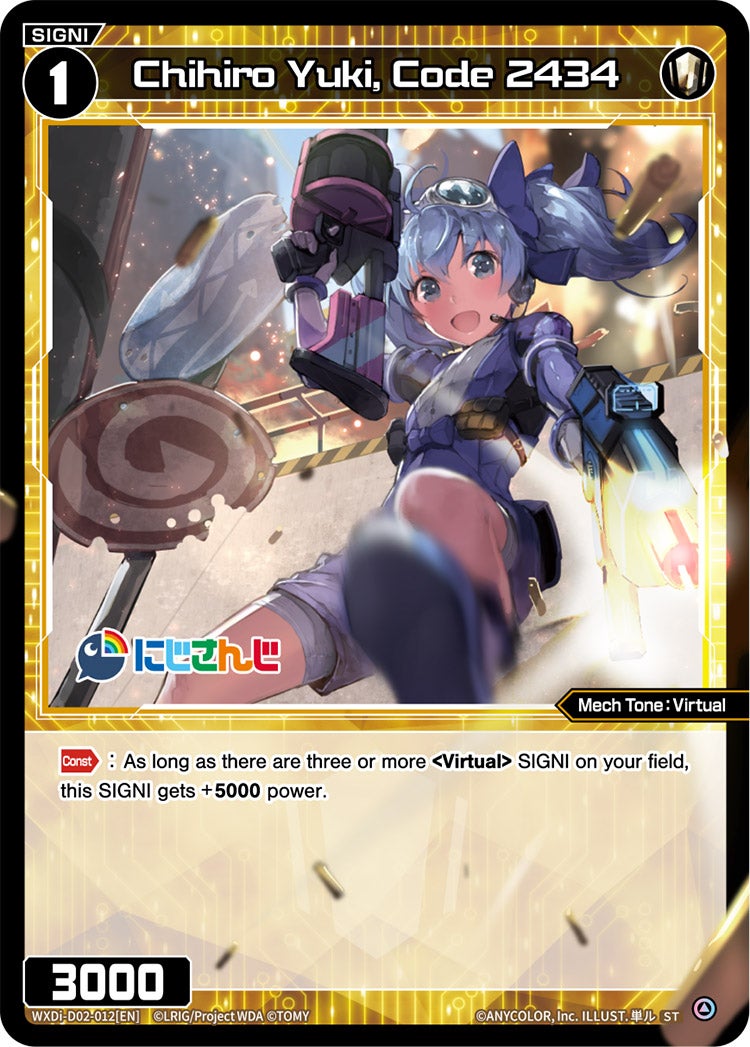 SIGNI
1
Chihiro Yuki, Code 2434
にじさんじ
Mech Tone:Virtual
Const : As long as there are three or more <Virtual> SIGNI on your field,
this SIGNI gets +5000 power.
3000
WXDi-D02-012[EN] ©LRIG/Project WDA ©TOMY
©ANYCOLOR, Inc. ILLUST. 単ル ST